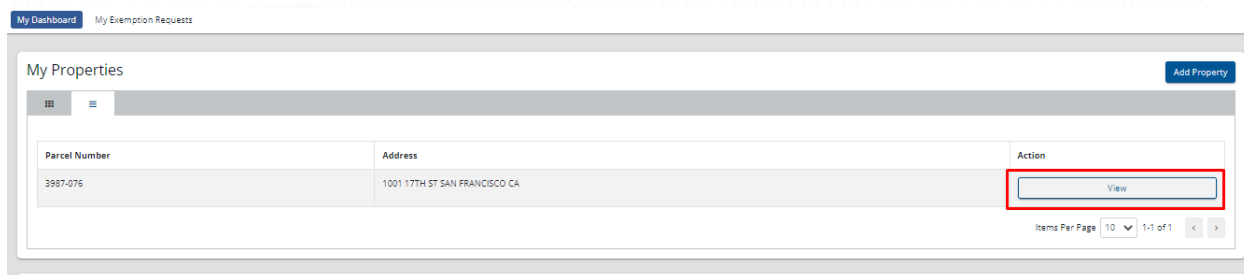 My Dashboard My Exemption Requests
My Properties Add Property
Parcel Number Address Action
3987-076 1001 17TH ST SAN FRANCISCO CA View
Items Per Page 10 1-1 of 1 < >